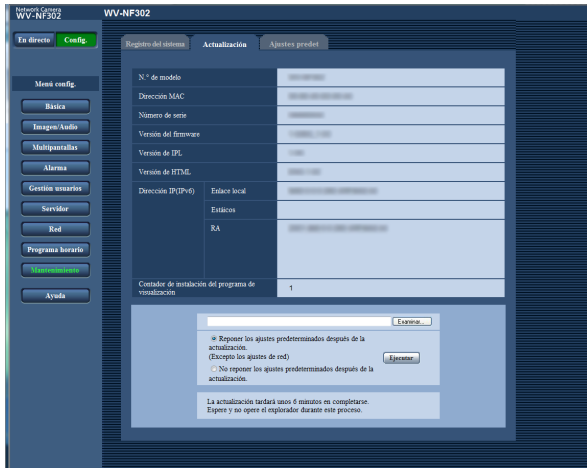 Network Camera
WV-NF302
WV-NF302
En directo
Config.
Registro del sistema
Actualización
Ajustes predet
Menú config.
Básica
Imagen/Audio
Multipantallas
Alarma
Gestión usuarios
Servidor
Red
Programa horario
Mantenimiento
Ayuda
N.° de modelo
Dirección MAC
Número de serie
Versión del firmware
Versión de IPL
Versión de HTML
Dirección IP(IPv6)
Enlace local
Estáicos
RA
Contador de instalación del programa de
visualización
1
Examinar...
Reponer los ajustes predeterminados después de la
actualización.
(Excepto los ajustes de red)
Ejecutar
No reponer los ajustes predeterminados después de la
actualización.
La actualización tardará unos 6 minutos en completarse.
Espere y no opere el explorador durante este proceso.